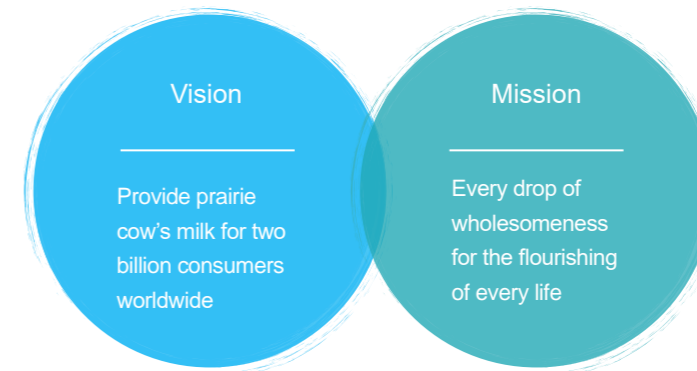 Vision
Provide prairie
cow's milk for two
billion consumers
worldwide
Mission
Every drop of
wholesomeness
for the flourishing
of every life